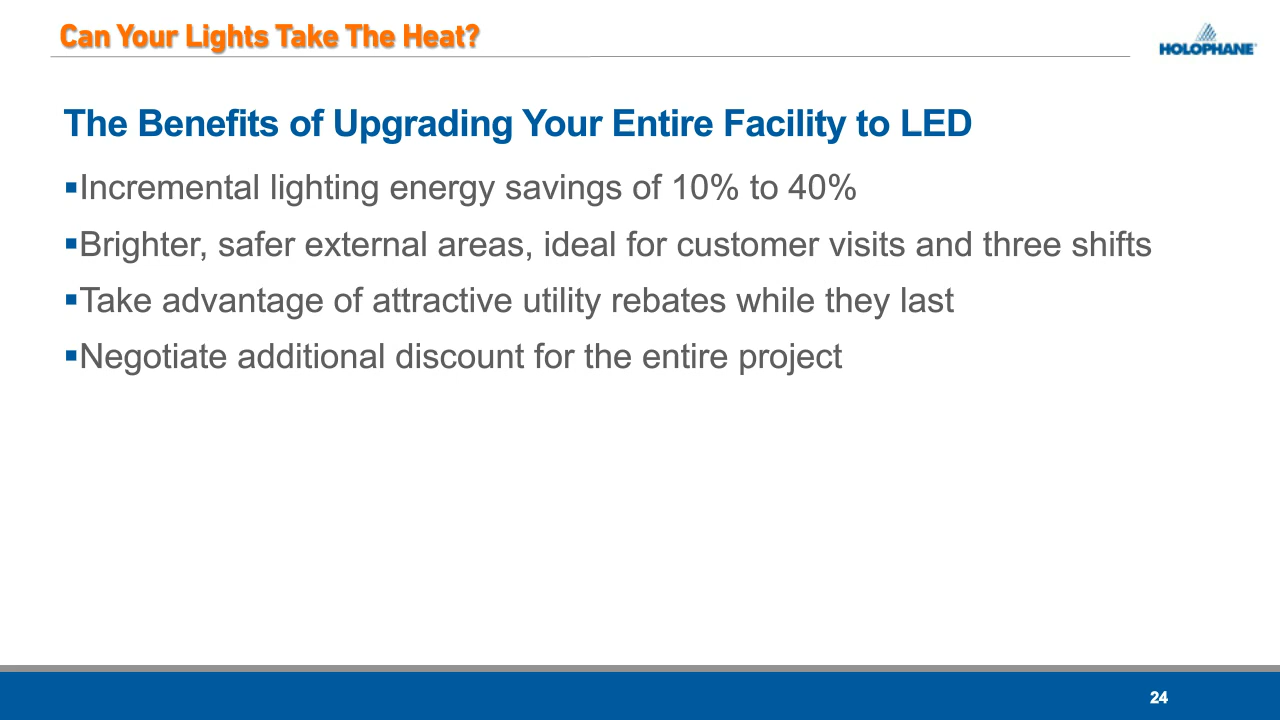 Can Your Lights Take The Heat?
HOLOPHANE®
The Benefits of Upgrading Your Entire Facility to LED
▪Incremental lighting energy savings of 10% to 40%
▪Brighter, safer external areas, ideal for customer visits and three shifts
▪Take advantage of attractive utility rebates while they last
▪Negotiate additional discount for the entire project
24